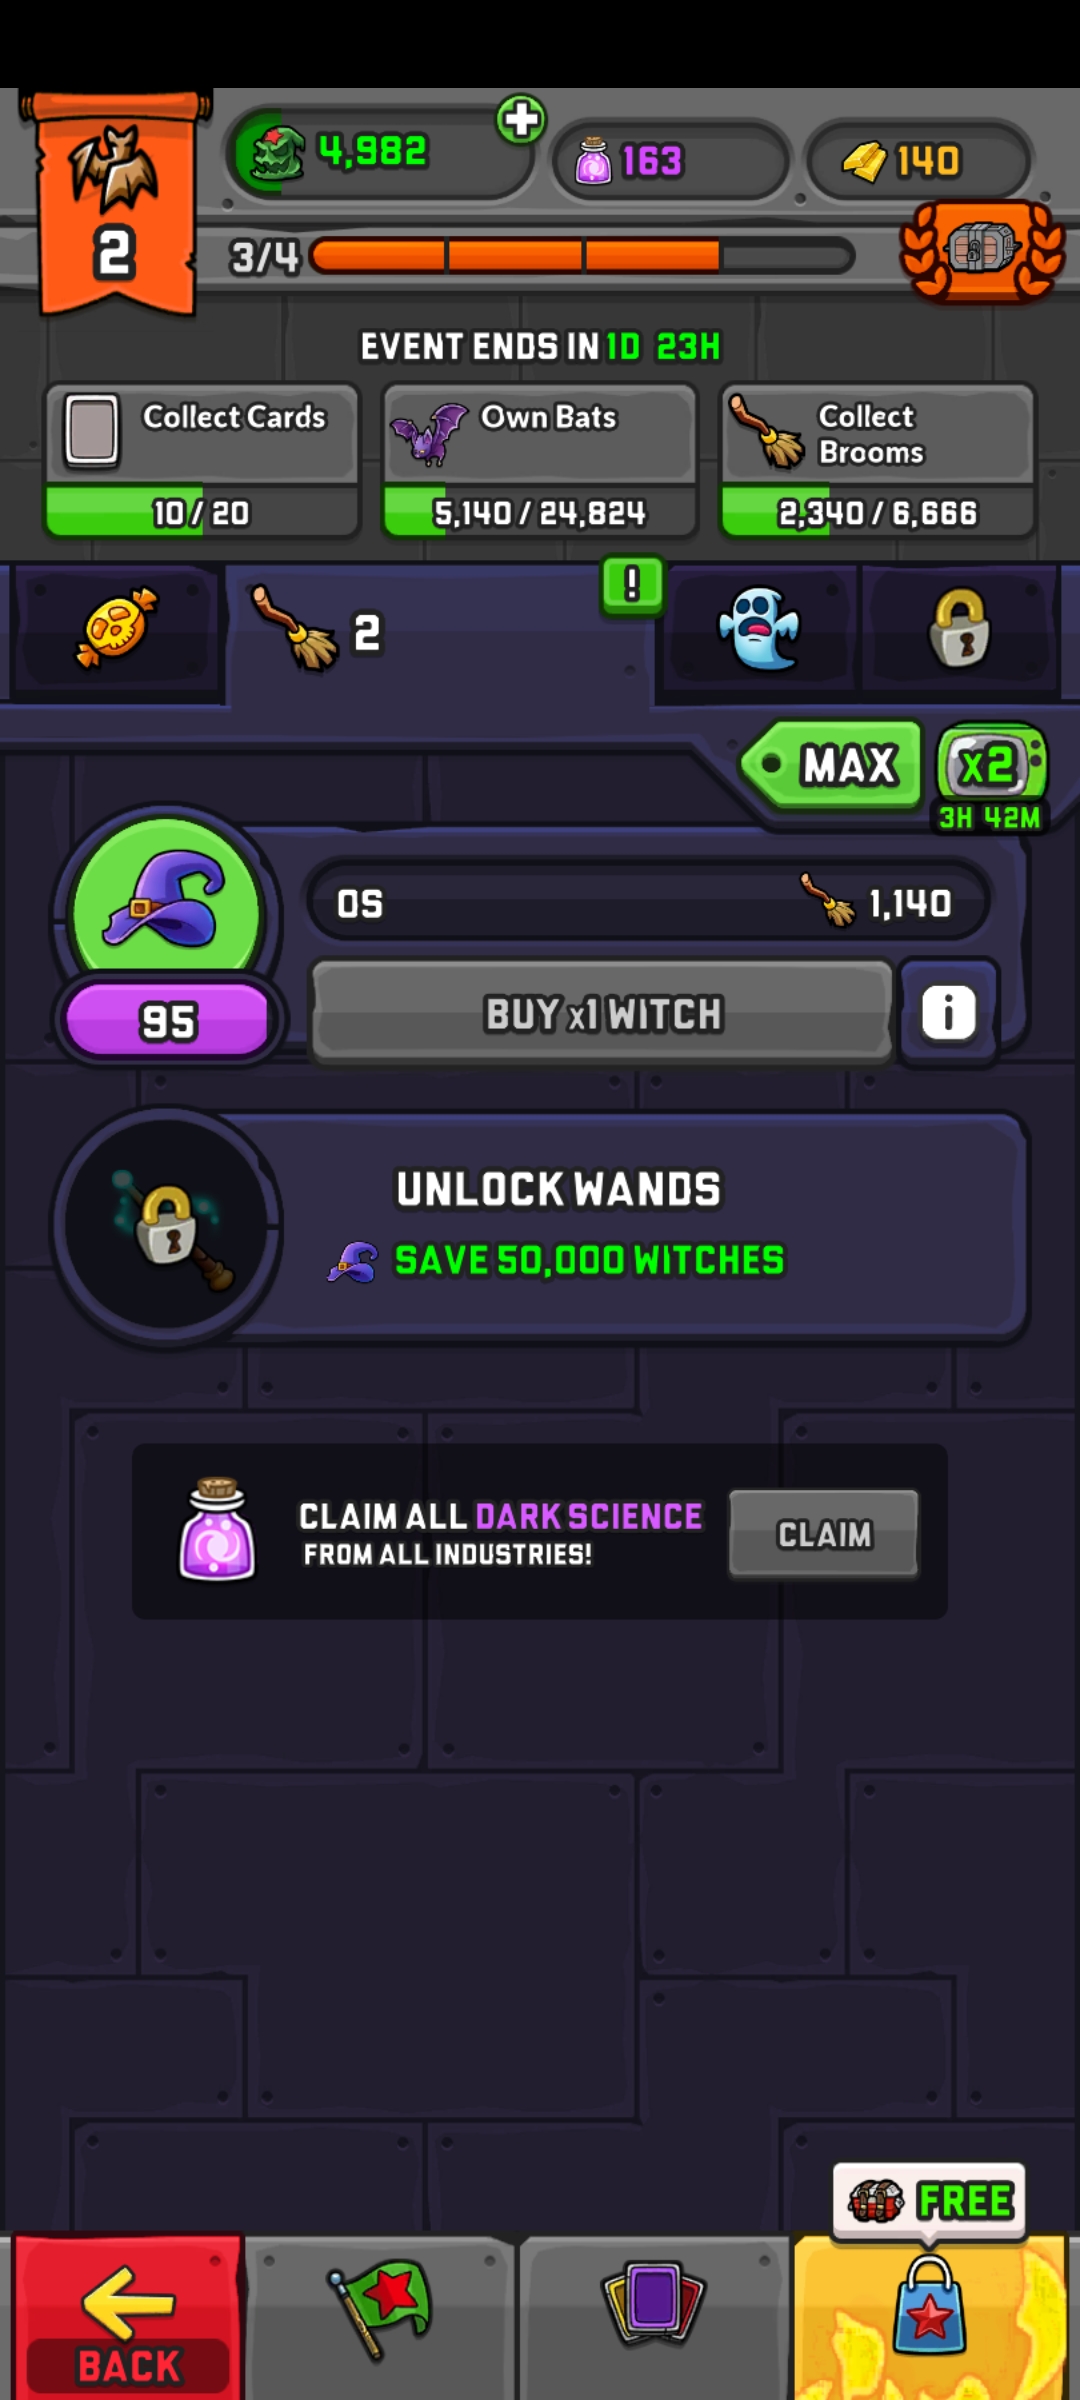 4,982
163
140
2
3/4
EVENT ENDS IN 1D 23H
Collect Cards
10/20
Own Bats
5,140/24,824
Collect
Brooms
2,340/6,666
2
!
MAX
x2
3H 42M
0S
1,140
95
BUY x1 WITCH
i
UNLOCK WANDS
SAVE 50,000 WITCHES
CLAIM ALL DARK SCIENCE
FROM ALL INDUSTRIES!
CLAIM
FREE
BACK